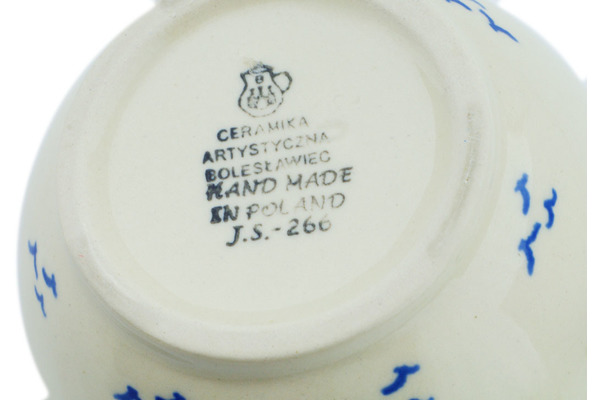 CERAMIKA
ARTYSTYCZNA
BOLESŁAWIEC
HAND MADE
IN POLAND
J.S.-266